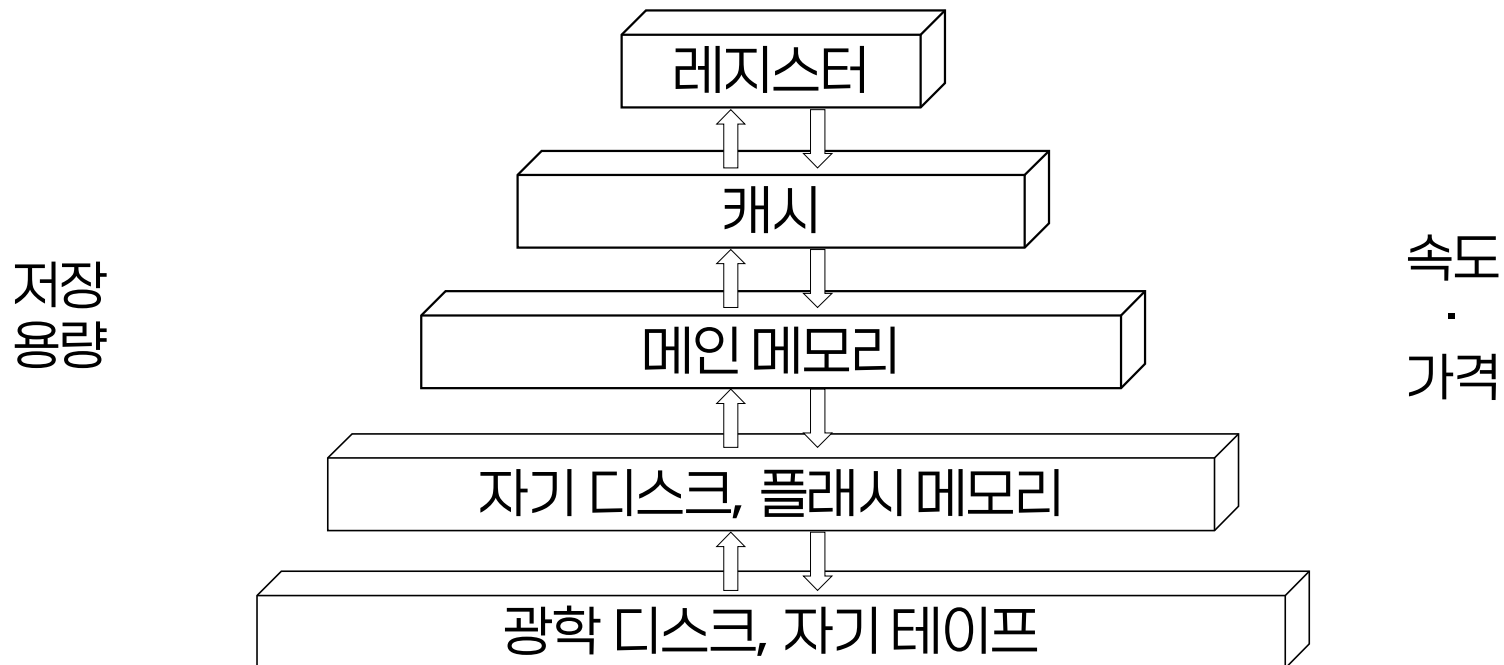 레지스터
캐시
저장
용량
속도
·
가격
메인 메모리
자기 디스크, 플래시 메모리
광학 디스크, 자기 테이프